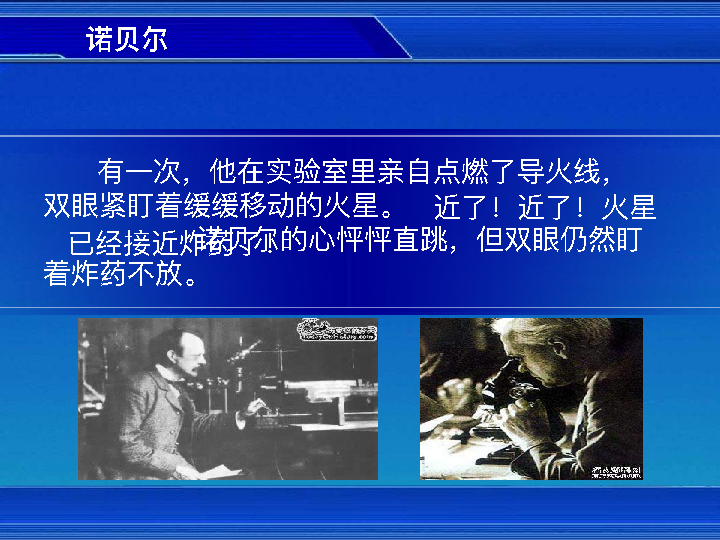 诺贝尔
有一次，他在实验室里亲自点燃了导火线，
双眼紧盯着缓缓移动的火星。 近了！近了！火星
已经接近炸药了！
诺贝尔的心怦怦直跳，但双眼仍然盯
着炸药不放。